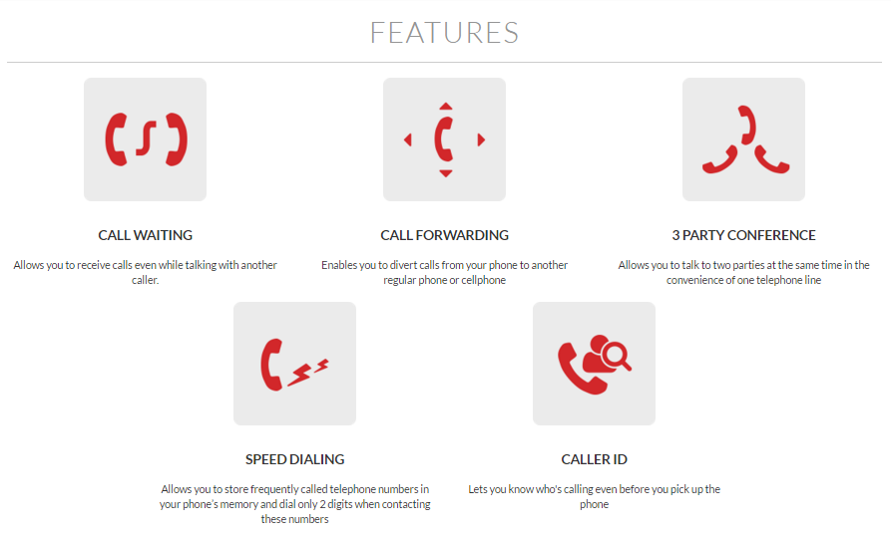 FEATURES
CALL WAITING
Allows you to receive calls even while talking with another
caller.
CALL FORWARDING
Enables you to divert calls from your phone to another
regular phone or cellphone
3 PARTY CONFERENCE
Allows you to talk to two parties at the same time in the
convenience of one telephone line
SPEED DIALING
Allows you to store frequently called telephone numbers in
your phone's memory and dial only 2 digits when contacting
these numbers
CALLER ID
Lets you know who's calling even before you pick up the
phone